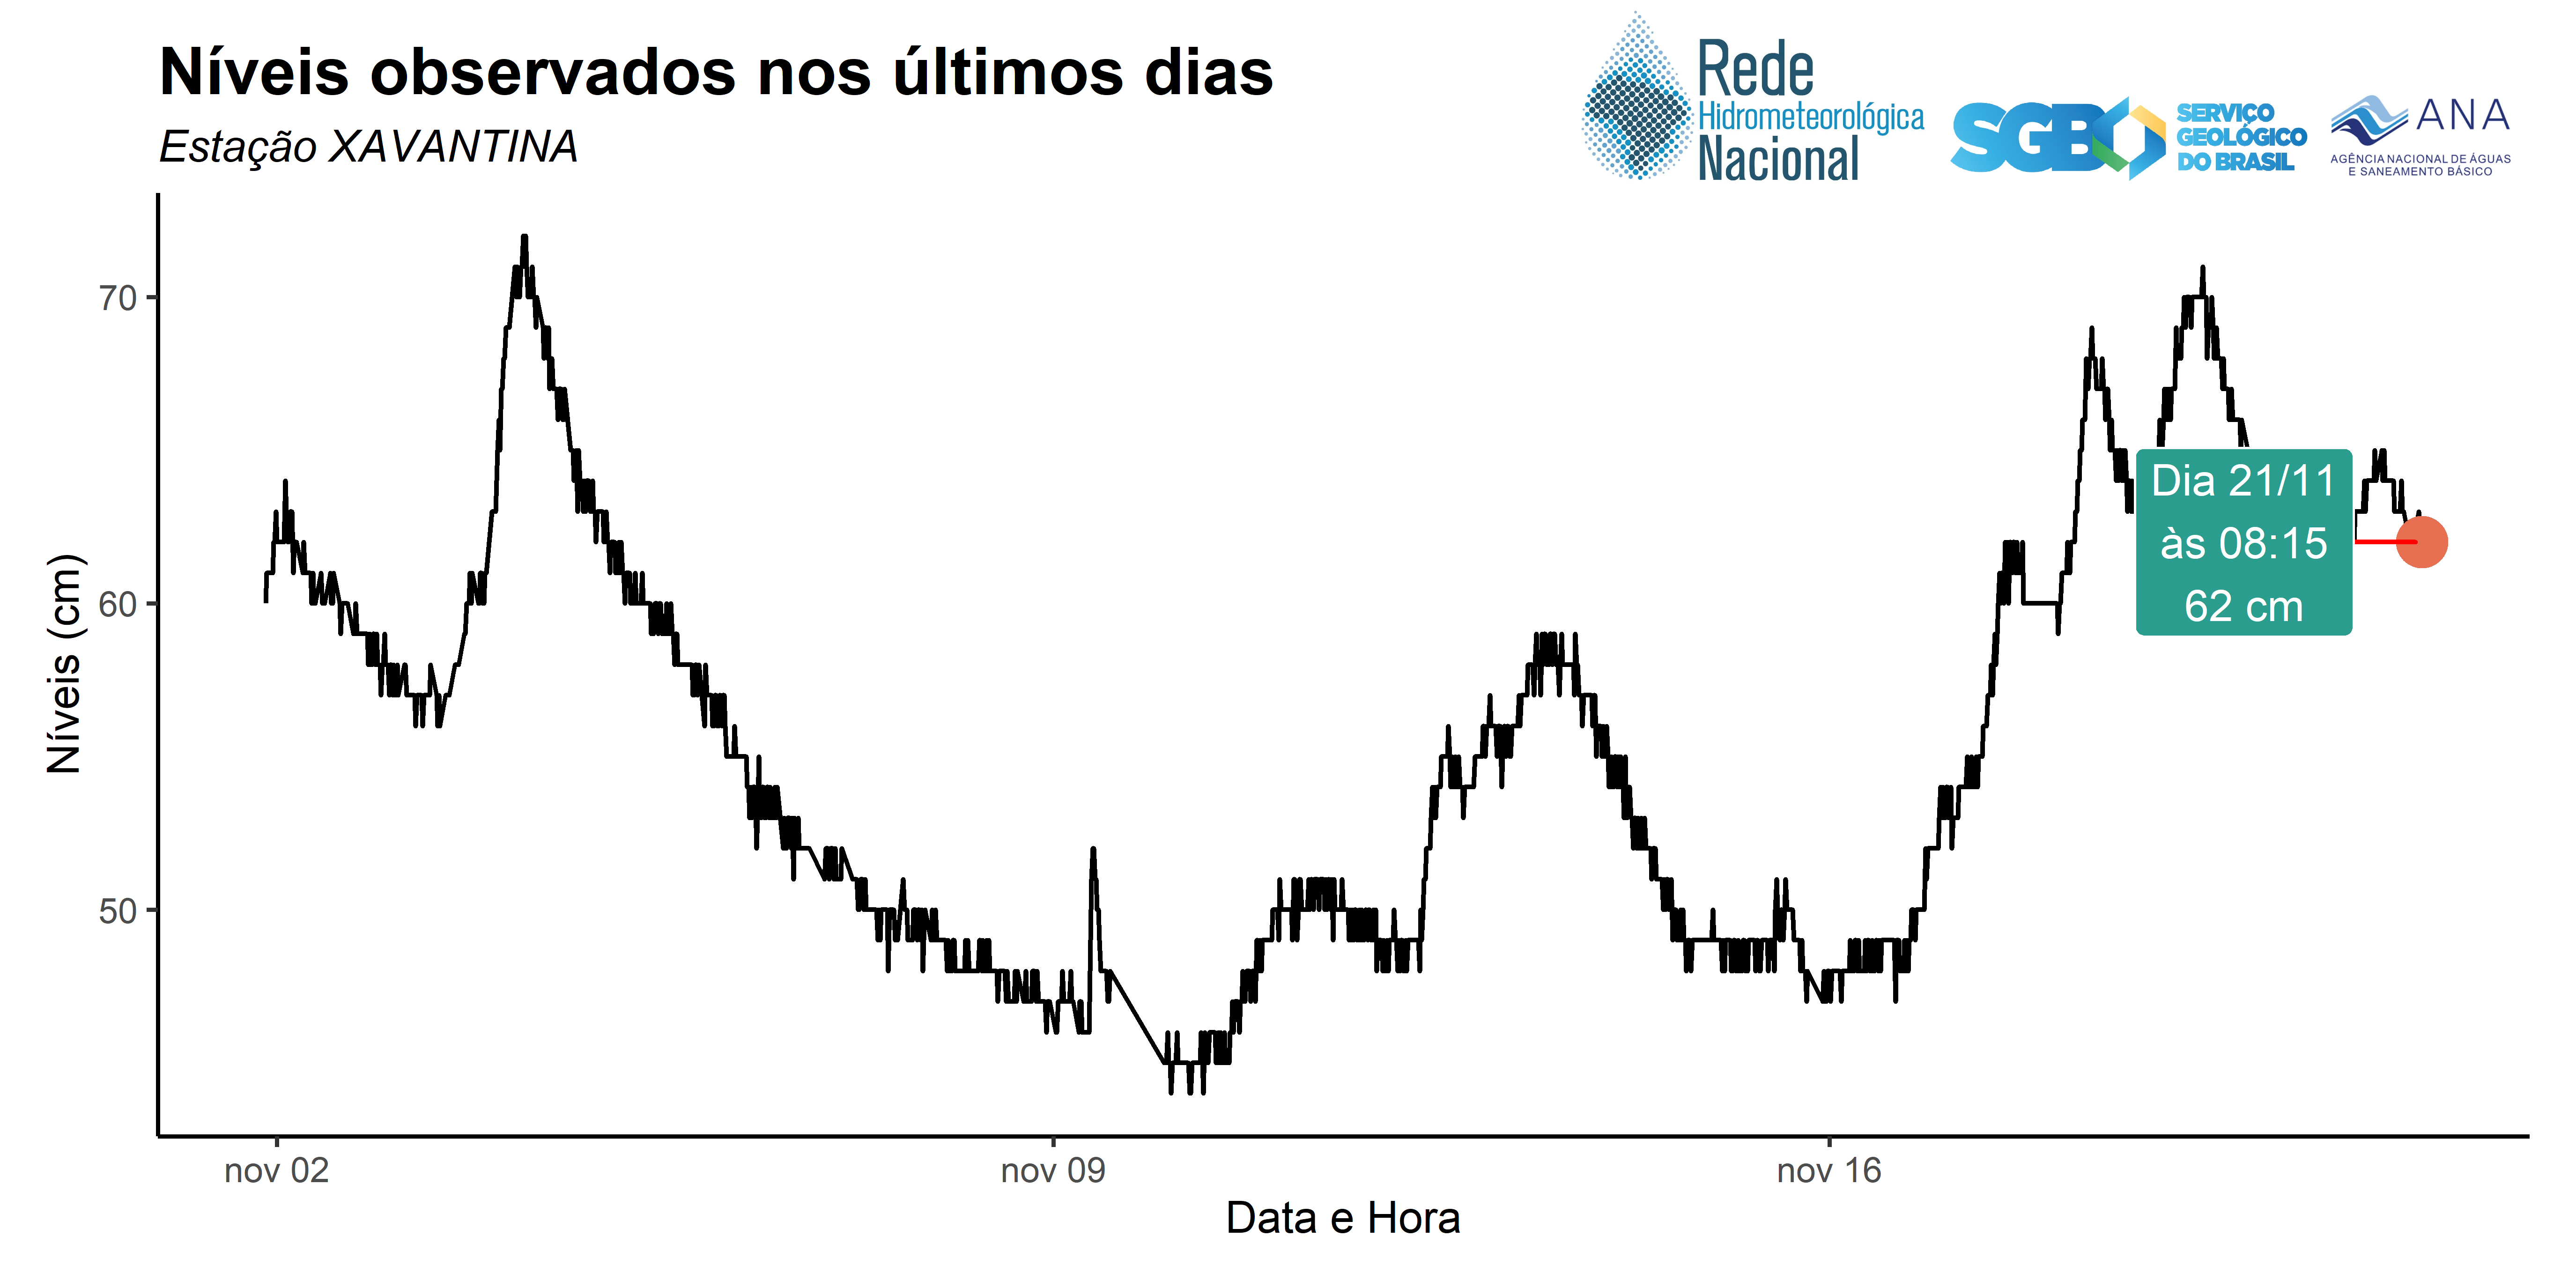 Níveis observados nos últimos dias
Estação XAVANTINA
Rede
Hidrometeorológica
Nacional
SGB
SERVIÇO
GEOLÓGICO
DO BRASIL
ANA
AGÊNCIA NACIONAL DE ÁGUAS
E SANEAMENTO BÁSICO
Níveis (cm)
70
60
50
Dia 21/11
às 08:15
62 cm
nov 02
nov 09
nov 16
Data e Hora